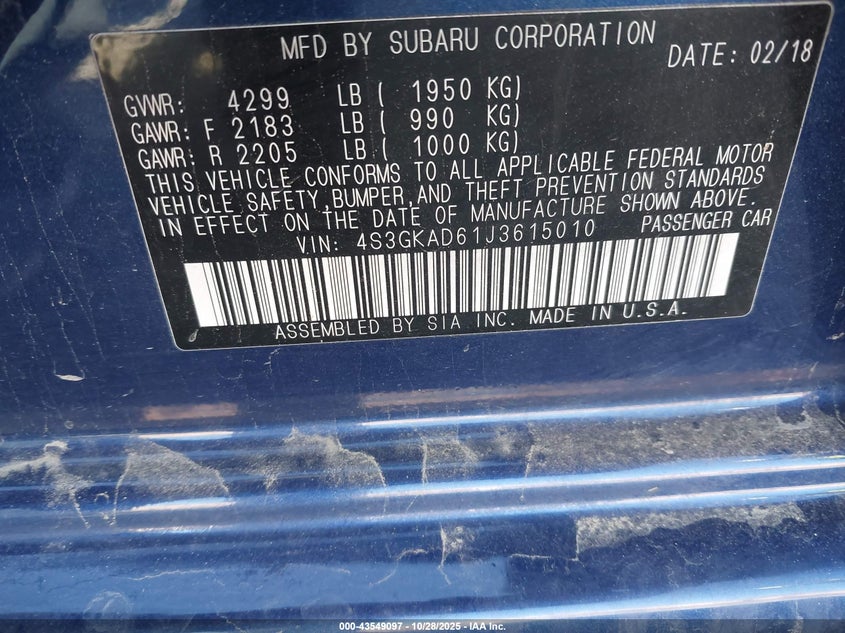 MFD BY SUBARU CORPORATION
DATE: 02/18
GVWR: 4299 LB ( 1950 KG)
GAWR: F 2183 LB ( 990 KG)
GAWR: R 2205 LB ( 1000 KG)
THIS VEHICLE CONFORMS TO ALL APPLICABLE FEDERAL MOTOR
VEHICLE SAFETY, BUMPER, AND THEFT PREVENTION STANDARDS
IN EFFECT ON THE DATE OF MANUFACTURE SHOWN ABOVE.
VIN: 4S3GKAD61J3615010 PASSENGER CAR
ASSEMBLED BY SIA INC. MADE IN U.S.A.
000-43549097 - 10/28/2025 - IAA Inc.